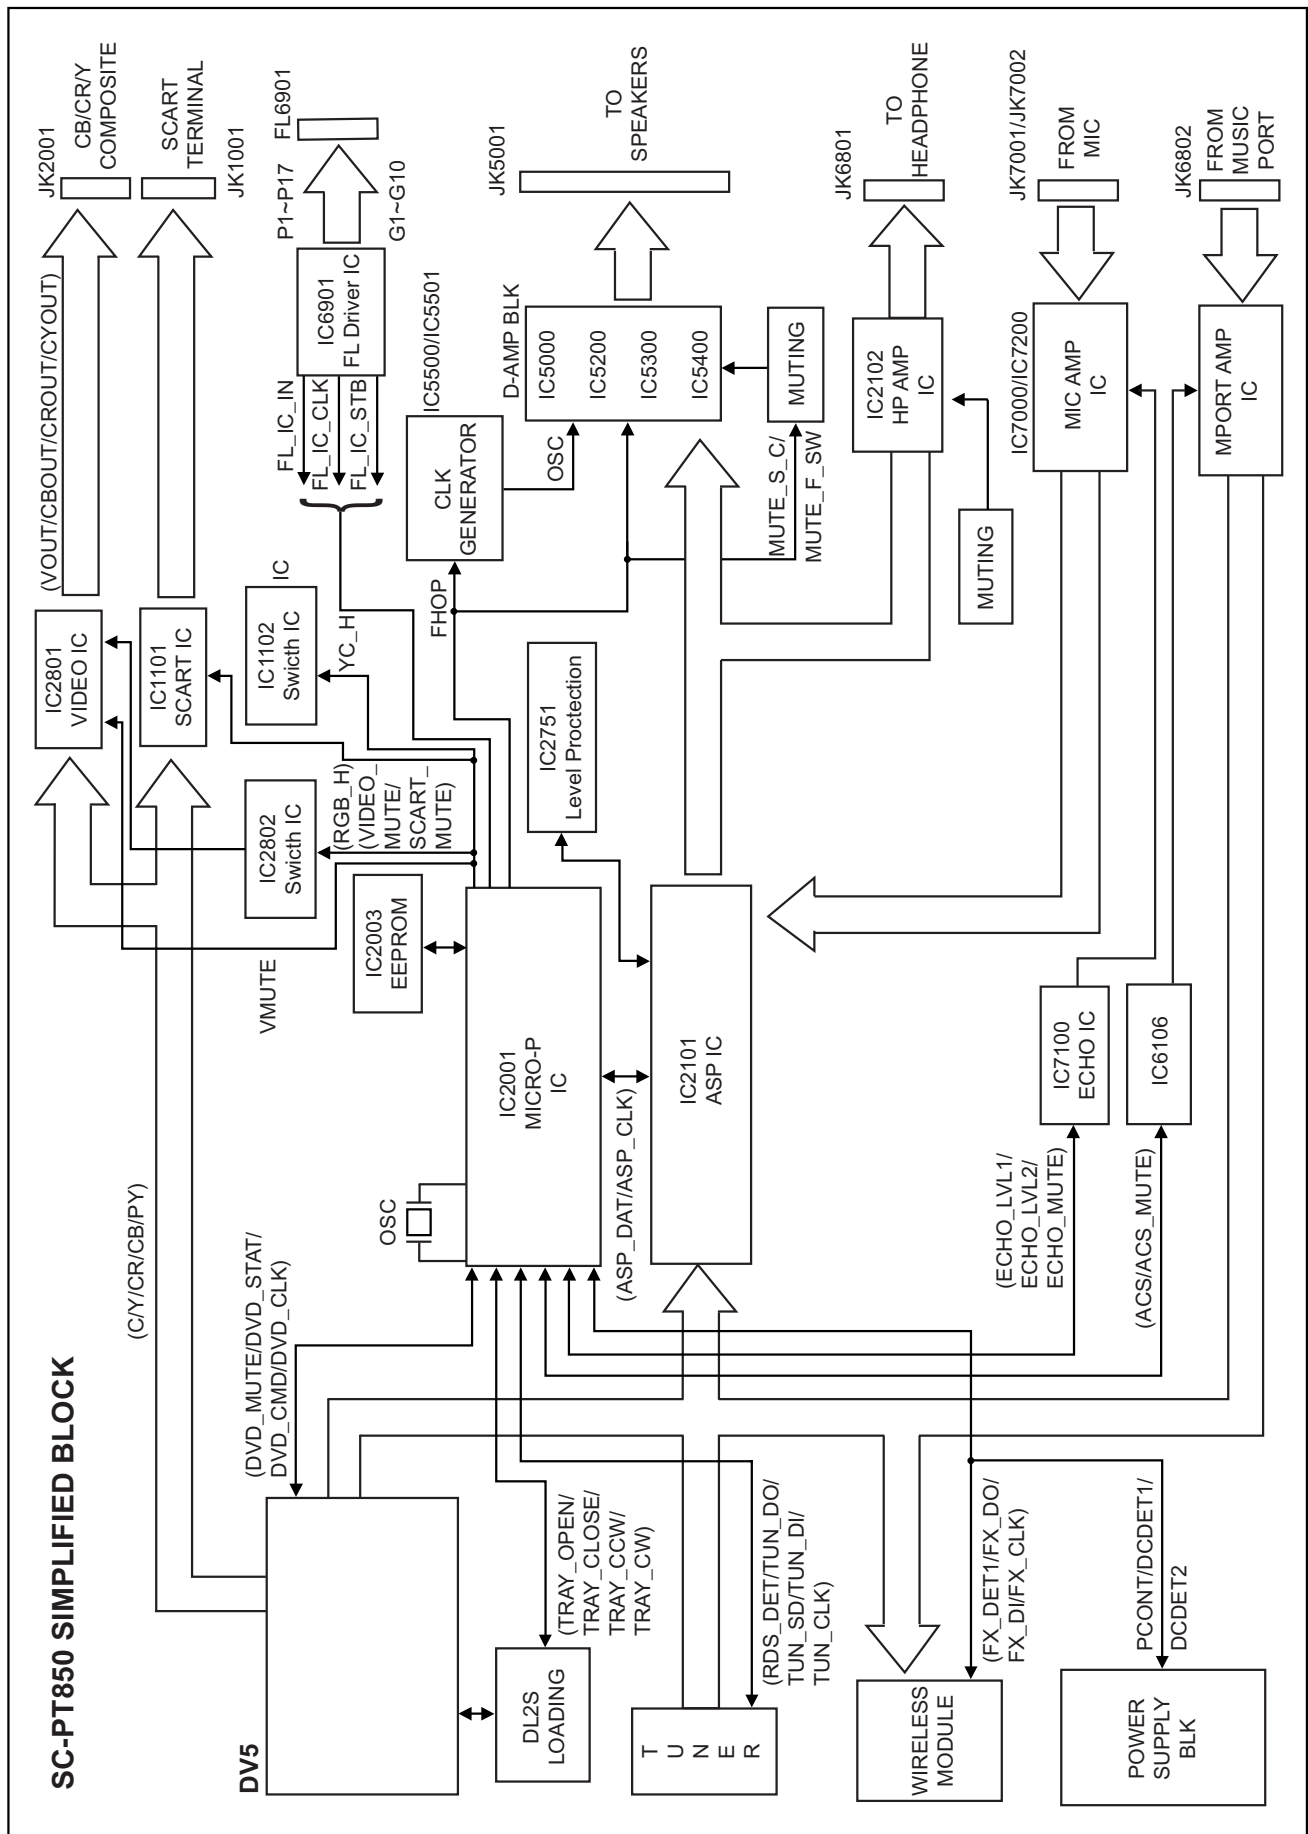 SC-PT850 SIMPLIFIED BLOCK
DV5
(C/Y/CR/CB/PY)
(DVD_MUTE/DVD_STAT/
DVD_CMD/DVD_CLK)
OSC
VMUTE
IC2801
VIDEO IC
(VOUT/CBOUT/CROUT/CYOUT)
JK2001
CB/CR/Y
COMPOSITE
IC1101
SCART IC
SCART
TERMINAL
JK1001
IC2802
Swicth IC
(RGB_H)
(VIDEO_
MUTE/
SCART_
MUTE)
IC1102
Swicth IC
IC
YC_H
FL_IC_IN
FL_IC_CLK
FL_IC_STB
IC6901
FL Driver IC
P1~P17
G1~G10
FL6901
IC2003
EEPROM
IC2001
MICRO-P
IC
FHOP
CLK
GENERATOR
IC5500/IC5501
OSC
D-AMP BLK
IC5000
IC5200
IC5300
IC5400
JK5001
TO
SPEAKERS
IC2751
Level Proctection
MUTE_S_C/
MUTE_F_SW
MUTING
DL2S
LOADING
(TRAY_OPEN/
TRAY_CLOSE/
TRAY_CCW/
TRAY_CW)
(ASP_DAT/ASP_CLK)
IC2101
ASP IC
T
U
N
E
R
(RDS_DET/TUN_DO/
TUN_SD/TUN_DI/
TUN_CLK)
IC2102
HP AMP
IC
JK6801
TO
HEADPHONE
MUTING
WIRELESS
MODULE
(FX_DET1/FX_DO/
FX_DI/FX_CLK)
(ECHO_LVL1/
ECHO_LVL2/
ECHO_MUTE)
IC7100
ECHO IC
IC7000/IC7200
MIC AMP
IC
JK7001/JK7002
FROM
MIC
POWER
SUPPLY
BLK
PCONT/DCDET1/
DCDET2
(ACS/ACS_MUTE)
IC6106
MPORT AMP
IC
JK6802
FROM
MUSIC
PORT